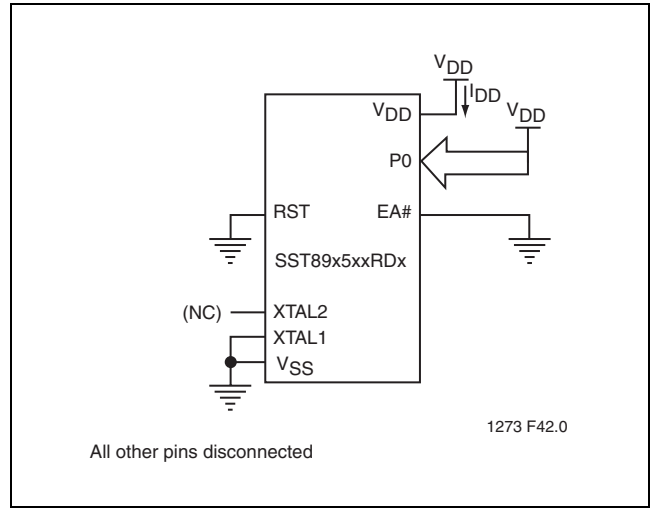 VDD
IDD
VDD
VDD
P0
RST
EA#
SST89x5xxRDx
(NC)
XTAL2
XTAL1
VSS
1273 F42.0
All other pins disconnected